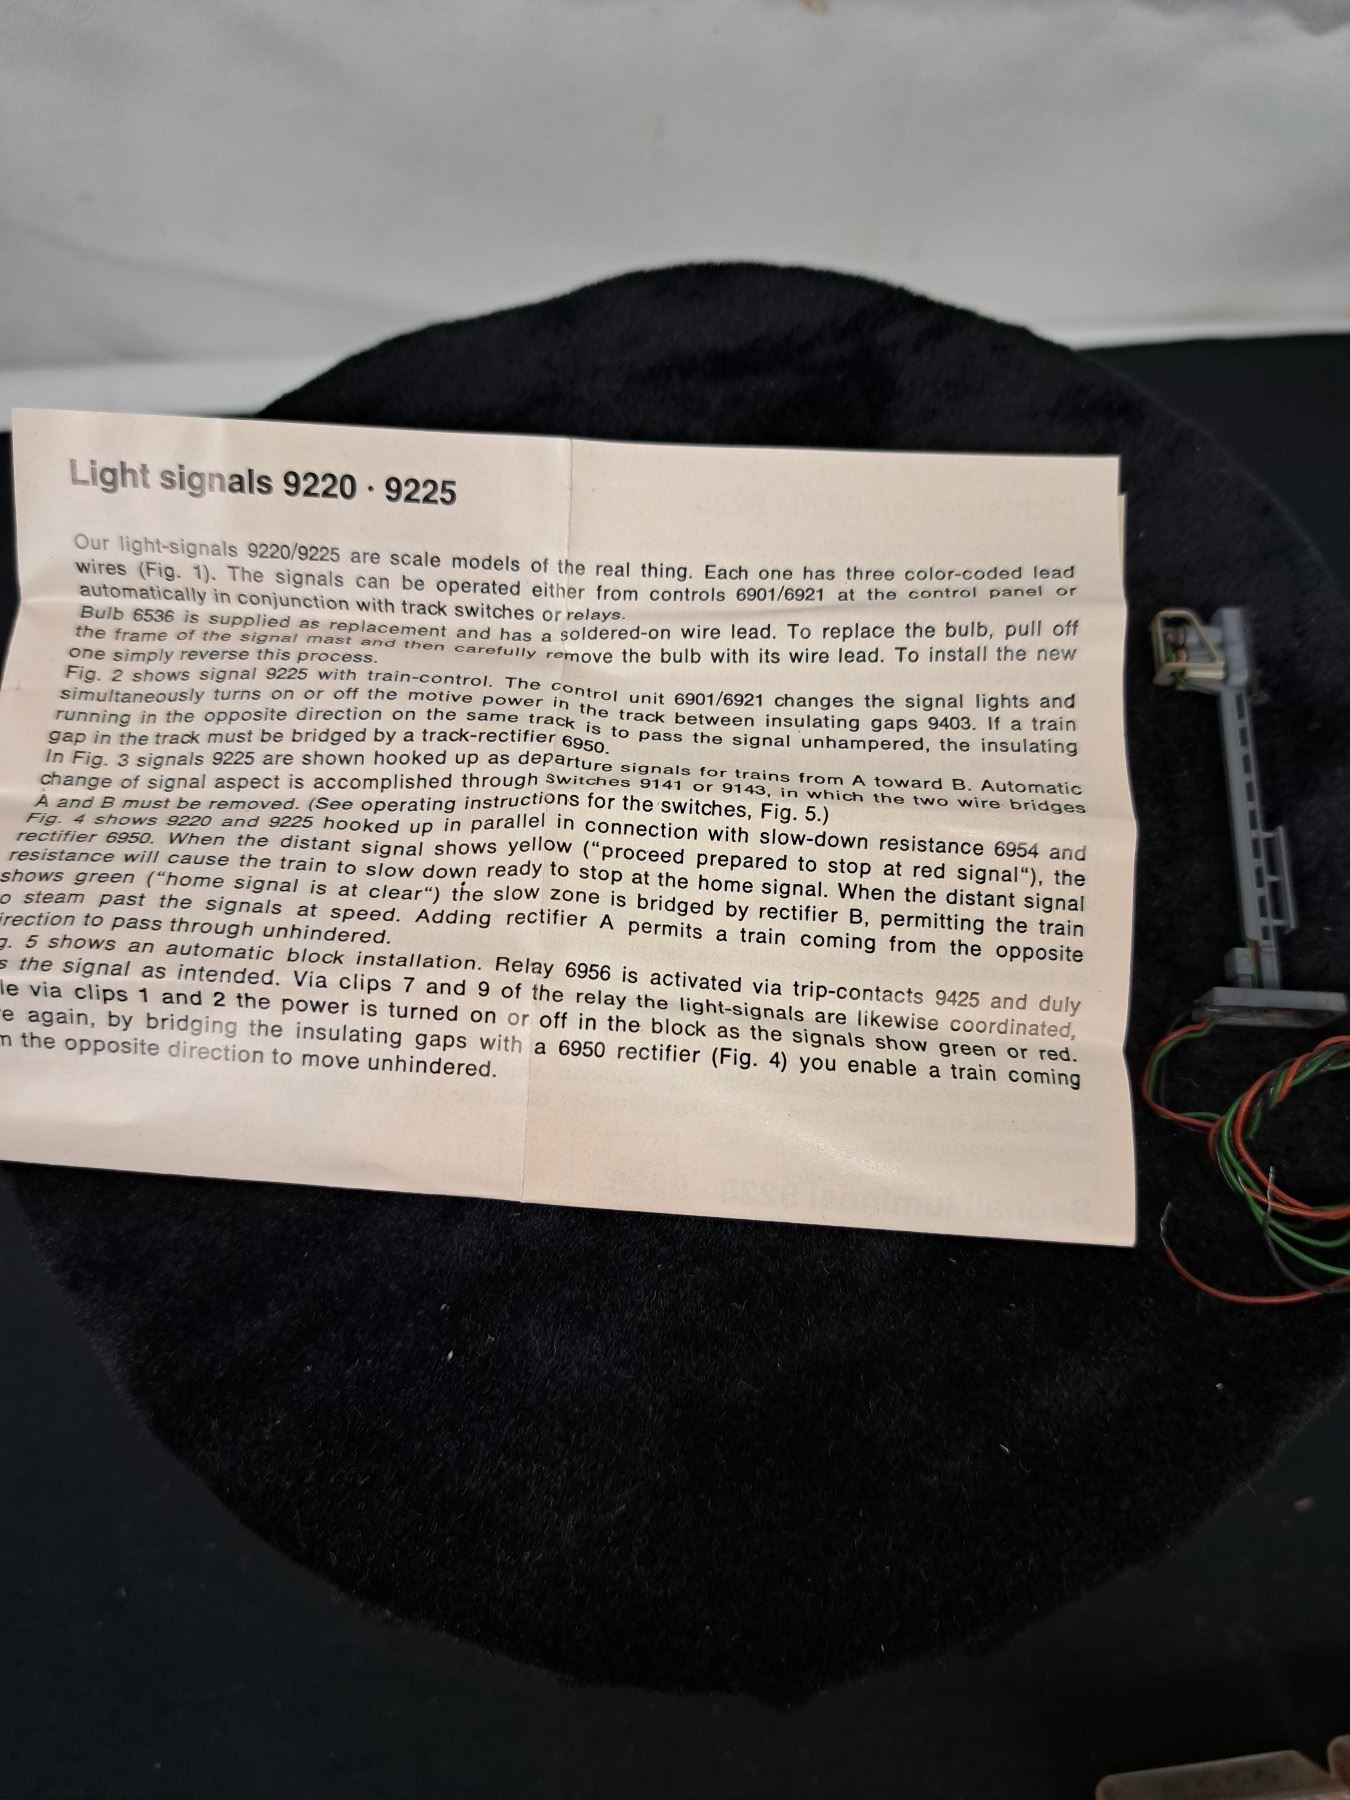 Light signals 9220 · 9225
Our light-signals 9220/9225 are scale models of the real thing. Each one has three color-coded lead
wires (Fig. 1). The signals can be operated either from controls 6901/6921 at the control panel or
automatically in conjunction with track switches or relays.
Bulb 6536 is supplied as replacement and has a soldered-on wire lead. To replace the bulb, pull off
the frame of the signal mast and then carefully remove the bulb with its wire lead. To install the new
one simply reverse this process.
Fig. 2 shows signal 9225 with train-control. The control unit 6901/6921 changes the signal lights and
simultaneously turns on or off the motive power in the track between insulating gaps 9403. If a train
running in the opposite direction on the same track is to pass the signal unhampered, the insulating
gap in the track must be bridged by a track-rectifier 6950.
In Fig. 3 signals 9225 are shown hooked up as departure signals for trains from A toward B. Automatic
change of signal aspect is accomplished through switches 9141 or 9143, in which the two wire bridges
A and B must be removed. (See operating instructions for the switches, Fig. 5.)
Fig. 4 shows 9220 and 9225 hooked up in parallel in connection with slow-down resistance 6954 and
rectifier 6950. When the distant signal shows yellow (“proceed prepared to stop at red signal“), the
resistance will cause the train to slow down ready to stop at the home signal. When the distant signal
shows green (“home signal is at clear“) the slow zone is bridged by rectifier B, permitting the train
o steam past the signals at speed. Adding rectifier A permits a train coming from the opposite
irection to pass through unhindered.
g. 5 shows an automatic block installation. Relay 6956 is activated via trip-contacts 9425 and duly
s the signal as intended. Via clips 7 and 9 of the relay the light-signals are likewise coordinated,
le via clips 1 and 2 the power is turned on or off in the block as the signals show green or red.
e again, by bridging the insulating gaps with a 6950 rectifier (Fig. 4) you enable a train coming
n the opposite direction to move unhindered.